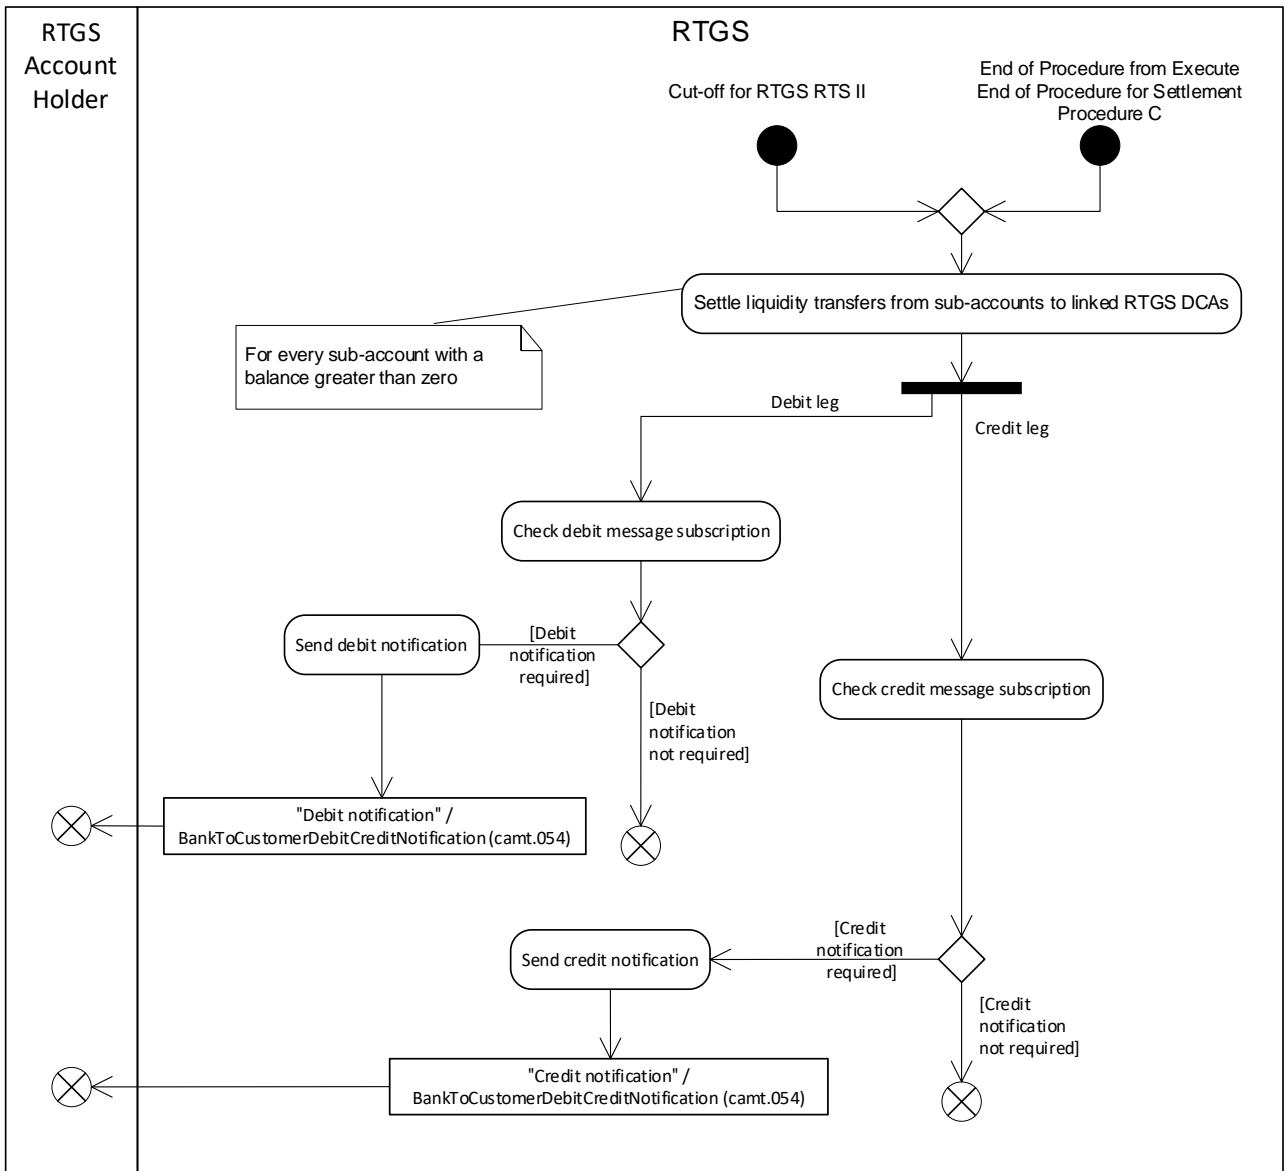 RTGS
Account
Holder
RTGS
Cut-off for RTGS RTS II
End of Procedure from Execute
End of Procedure for Settlement
Procedure C
Settle liquidity transfers from sub-accounts to linked RTGS DCAs
For every sub-account with a
balance greater than zero
Debit leg
Credit leg
Check debit message subscription
Send debit notification
[Debit
notification
required]
Check credit message subscription
[Debit
notification
not required]
"Debit notification" /
BankToCustomerDebitCreditNotification (camt.054)
Send credit notification
[Credit
notification
required]
[Credit
notification
not required]
"Credit notification" /
BankToCustomerDebitCreditNotification (camt.054)